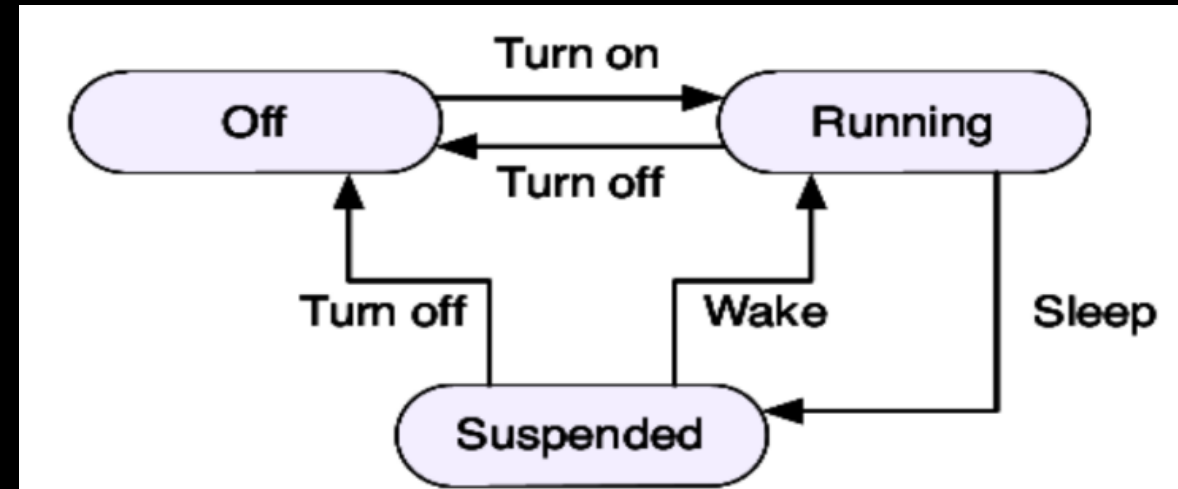 Turn on
Off
Running
Turn off
Turn off
Wake
Sleep
Suspended